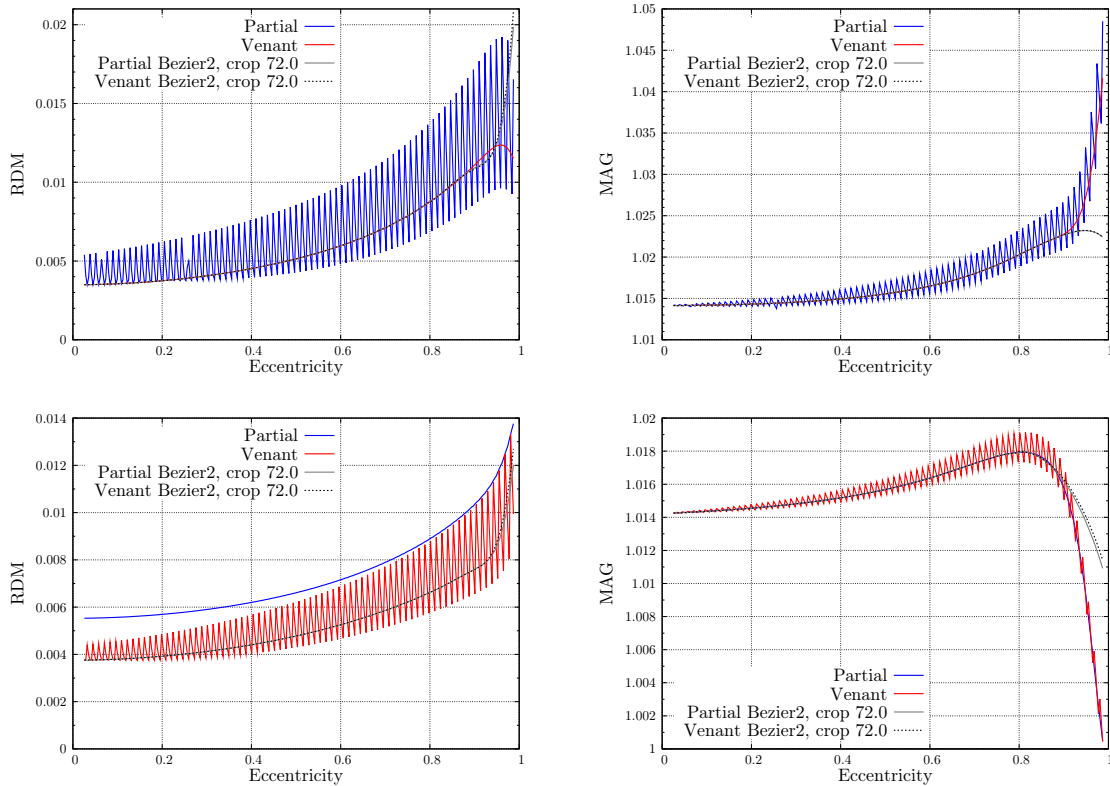 0.02
0.015
0.01
0.005
0
RDM
Partial
Venant
Partial Bezier2, crop 72.0
Venant Bezier2, crop 72.0
0 0.2 0.4 0.6 0.8 1
Eccentricity
1.05
1.045
1.04
1.035
1.03
1.025
1.02
1.015
1.01
MAG
Partial
Venant
Partial Bezier2, crop 72.0
Venant Bezier2, crop 72.0
0 0.2 0.4 0.6 0.8 1
Eccentricity
0.014
0.012
0.01
0.008
0.006
0.004
0.002
0
RDM
Partial
Venant
Partial Bezier2, crop 72.0
Venant Bezier2, crop 72.0
0 0.2 0.4 0.6 0.8 1
Eccentricity
1.02
1.018
1.016
1.014
1.012
1.01
1.008
1.006
1.004
1.002
1
MAG
Partial
Venant
Partial Bezier2, crop 72.0
Venant Bezier2, crop 72.0
0 0.2 0.4 0.6 0.8 1
Eccentricity